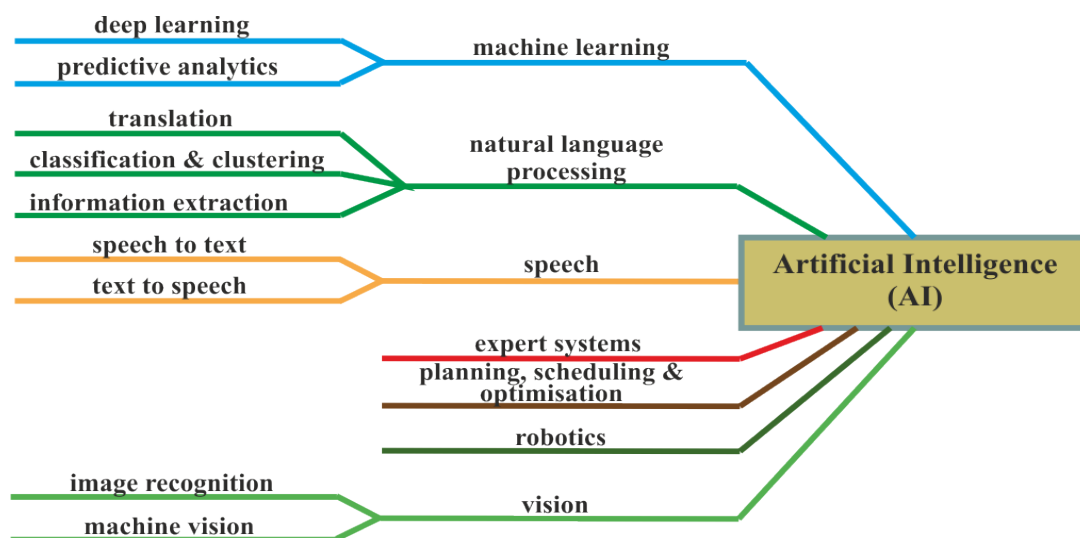 deep learning
predictive analytics
machine learning
translation
classification & clustering
information extraction
natural language
processing
speech to text
text to speech
speech
Artificial Intelligence
(AI)
expert systems
planning, scheduling &
optimisation
robotics
image recognition
machine vision
vision